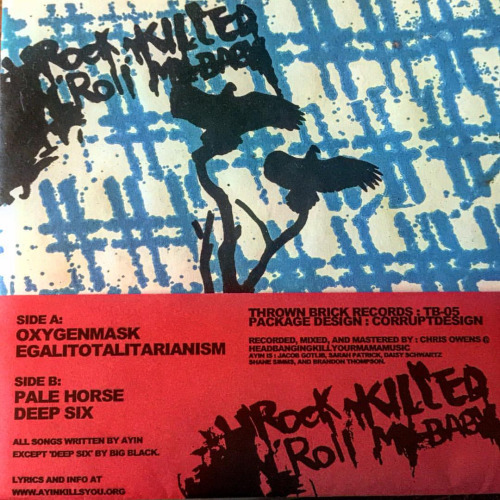 ROCK N KILLED
ROLL MY BABY
SIDE A:
OXYGENMASK
EGALITOTALITARIANISM
SIDE B:
PALE HORSE
DEEP SIX
ALL SONGS WRITTEN BY AYIN
EXCEPT 'DEEP SIX' BY BIG BLACK.
LYRICS AND INFO AT
WWW.AYINKILLSYOU.ORG
THROWN BRICK RECORDS : TB-05
PACKAGE DESIGN : CORRUPTDESIGN
RECORDED, MIXED, AND MASTERED BY : CHRIS OWENS @
HEADBANGINGKILLYOURMAMAMUSIC
AYIN IS : JACOB GOTLIB, SARAH PATRICK, DAISY SCHWARTZ
SHANE SIMMS, AND BRANDON THOMPSON.
ROCK N KILLED
ROLL MY BABY